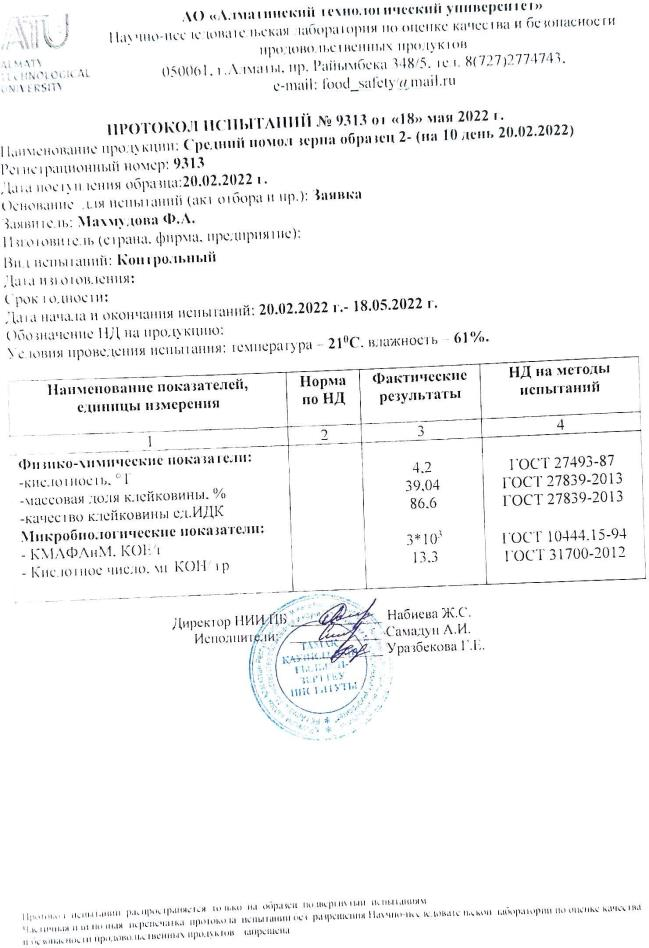 АО «Алматинский технологический университет»
Научно-исследовательская лаборатория по оценке качества и безопасности
продовольственных продуктов
050061, г.Алматы, пр. Райымбека 348/5, тел. 8(727)2774743,
e-mail: food_safety@mail.ru
ATU
ALMATY
TECHNOLOGICAL
UNIVERSITY
ПРОТОКОЛ ИСПЫТАНИЙ № 9313 от «18» мая 2022 г.
Наименование продукции: Средний помол зерна образец 2- (на 10 день 20.02.2022)
Регистрационный номер: 9313
Дата поступления образца:20.02.2022 г.
Основание для испытаний (акт отбора и пр.): Заявка
Заявитель: Махмудова Ф.А.
Изготовитель (страна, фирма, предприятие):
Вид испытаний: Контрольный
Дата изготовления:
Срок годности:
Дата начала и окончания испытаний: 20.02.2022 г.- 18.05.2022 г.
Обозначение НД на продукцию:
Условия проведения испытания: температура – 21⁰С, влажность – 61%.
Наименование показателей, единицы измерения | Норма по НД | Фактические результаты | НД на методы испытаний
1 | 2 | 3 | 4
Физико-химические показатели:
-кислотность, °Т 4,2 ГОСТ 27493-87
-массовая доля клейковины, % 39,04 ГОСТ 27839-2013
-качество клейковины ед.ИДК 86,6 ГОСТ 27839-2013
Микробиологические показатели:
- КМАФАнМ, КОЕ/г 3*10³ ГОСТ 10444.15-94
- Кислотное число, мг КОН/гр 13,3 ГОСТ 31700-2012
Директор НИИ ПБ Набиева Ж.С.
Исполнители: Самадун А.И.
Уразбекова Г.Е.
ТАМАҚ
ҚАУІПСІЗДІГІ
ҒЫЛЫМИ-
ЗЕРТТЕУ
ИНСТИТУТЫ
Протокол испытаний распространяется только на образец подвергнутый испытаниям
Частичная или полная перепечатка протокола испытаний без разрешения Научно-исследовательской лаборатории по оценке качества
и безопасности продовольственных продуктов запрещена